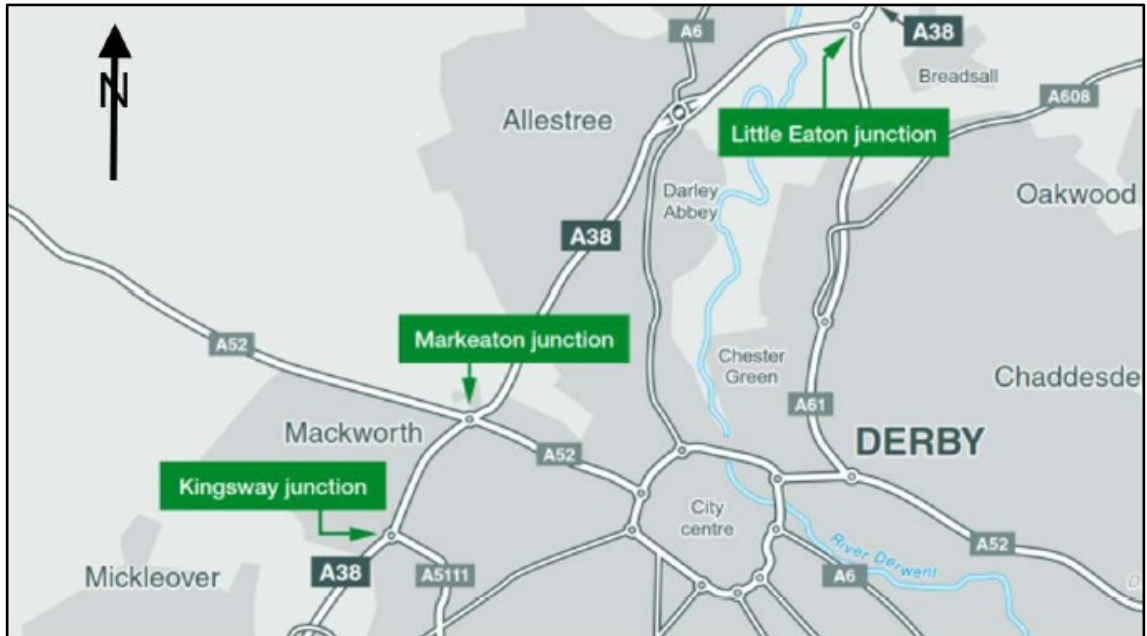 N
A6
A38
Breadsall
A608
Allestree
Little Eaton junction
Darley
Abbey
Oakwood
A38
Markeaton junction
A52
Chester
Green
Chaddesde
A61
Mackworth
DERBY
A52
Kingsway junction
City
centre
A52
River Derwent
Mickleover
A38
A5111
A6